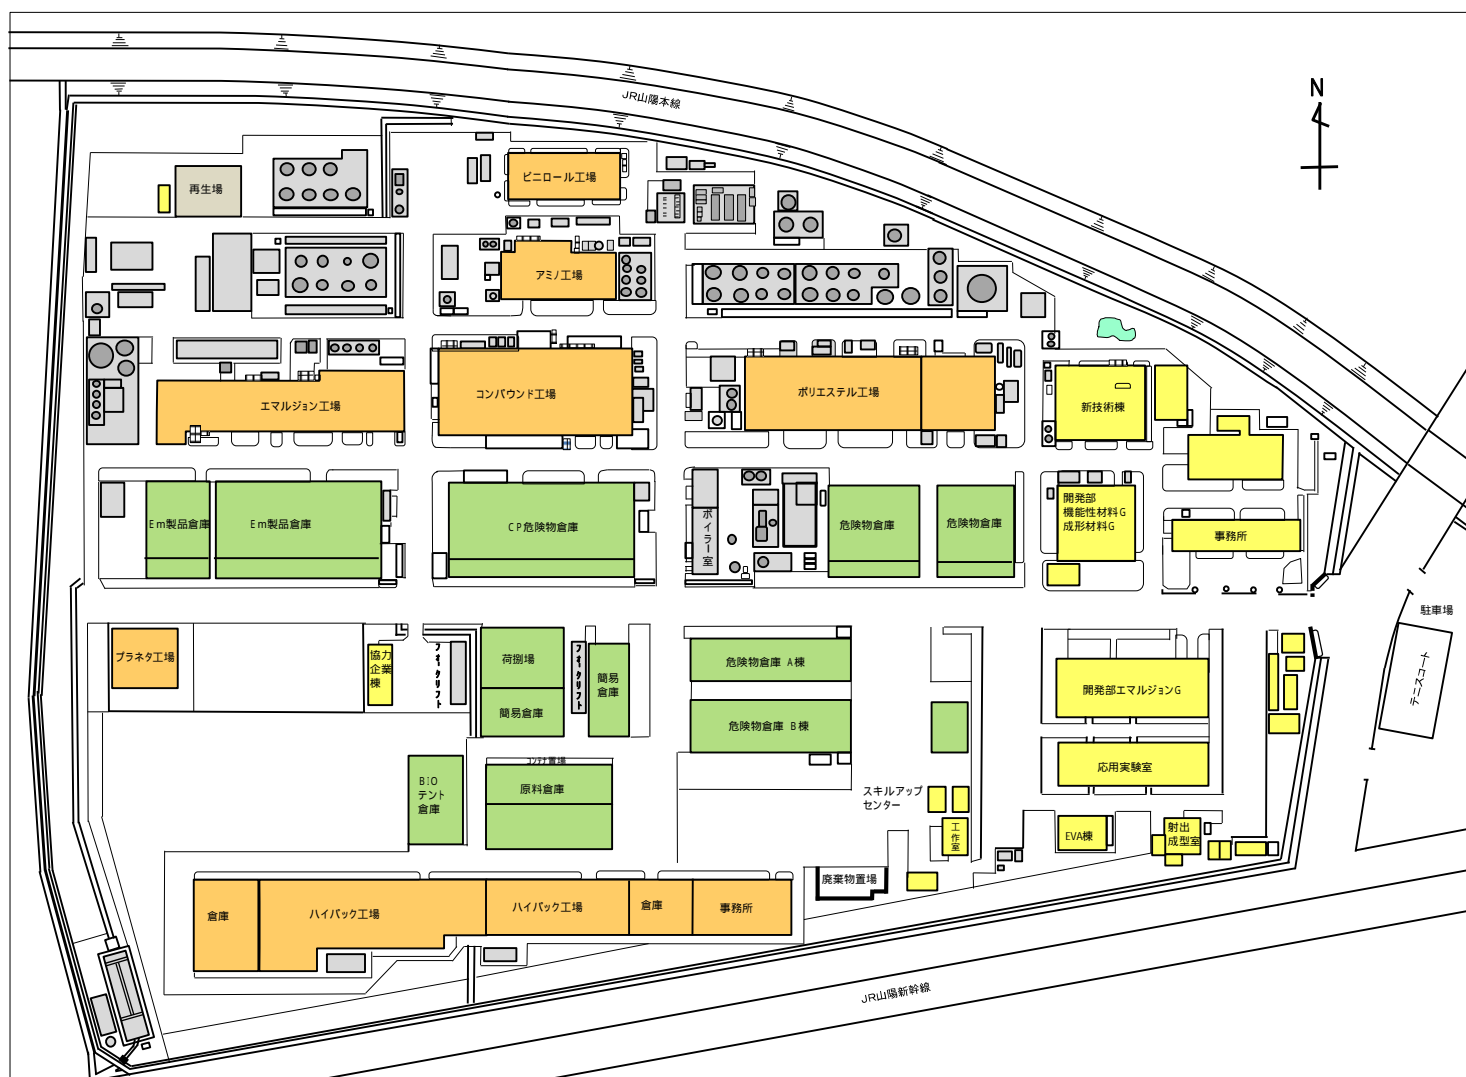 N
JR山陽本線
再生場
ビニロール工場
アミノ工場
エマルジョン工場
コンパウンド工場
ポリエステル工場
新技術棟
Em製品倉庫
Em製品倉庫
CP危険物倉庫
ボイラー室
危険物倉庫
危険物倉庫
開発部
機能性材料G
成形材料G
事務所
駐車場
テニスコート
プラネタ工場
協力
企業
棟
フォークリフト
荷捌場
簡易倉庫
フォークリフト
簡易
倉庫
危険物倉庫 A棟
危険物倉庫 B棟
開発部エマルジョンG
応用実験室
BIO
テント
倉庫
コンテナ置場
原料倉庫
スキルアップ
センター
工作室
EVA棟
射出
成型室
廃棄物置場
倉庫
ハイパック工場
ハイパック工場
倉庫
事務所
JR山陽新幹線